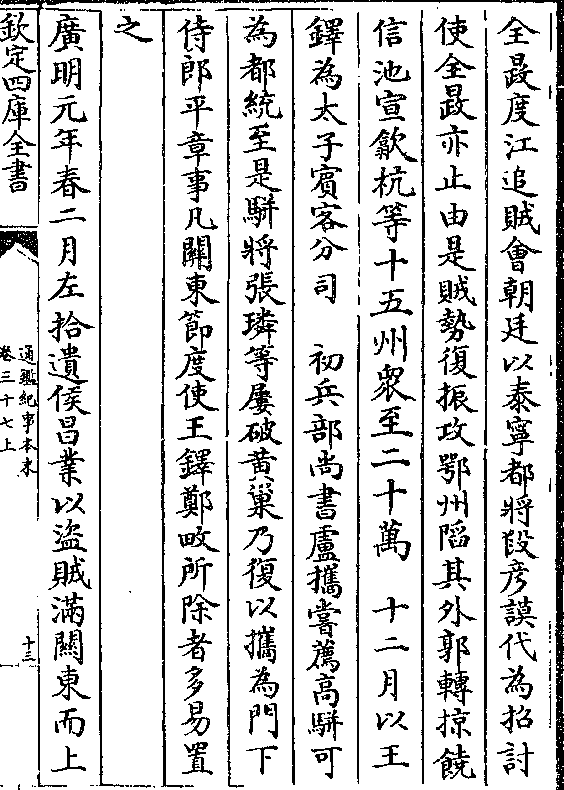 全晸度江追賊會朝廷以泰寧都將段彦謨代為招討
使全晸亦止由是賊勢復振攻鄂州陷其外郭轉掠饒
信池宣歙杭等十五州衆至二十萬　十二月以王
鐸為太子賓客分司　初兵部尚書盧攜嘗薦高駢可
為都統至是駢將張璘等屢破黄巢乃復以攜為門下
侍郎平章事凡關東節度使王鐸鄭畋所除者多易置
之
廣明元年春二月左拾遺侯昌業以盗賊滿關東而上
欽定四庫全書
通鑑紀事本末
卷三十七上
十三